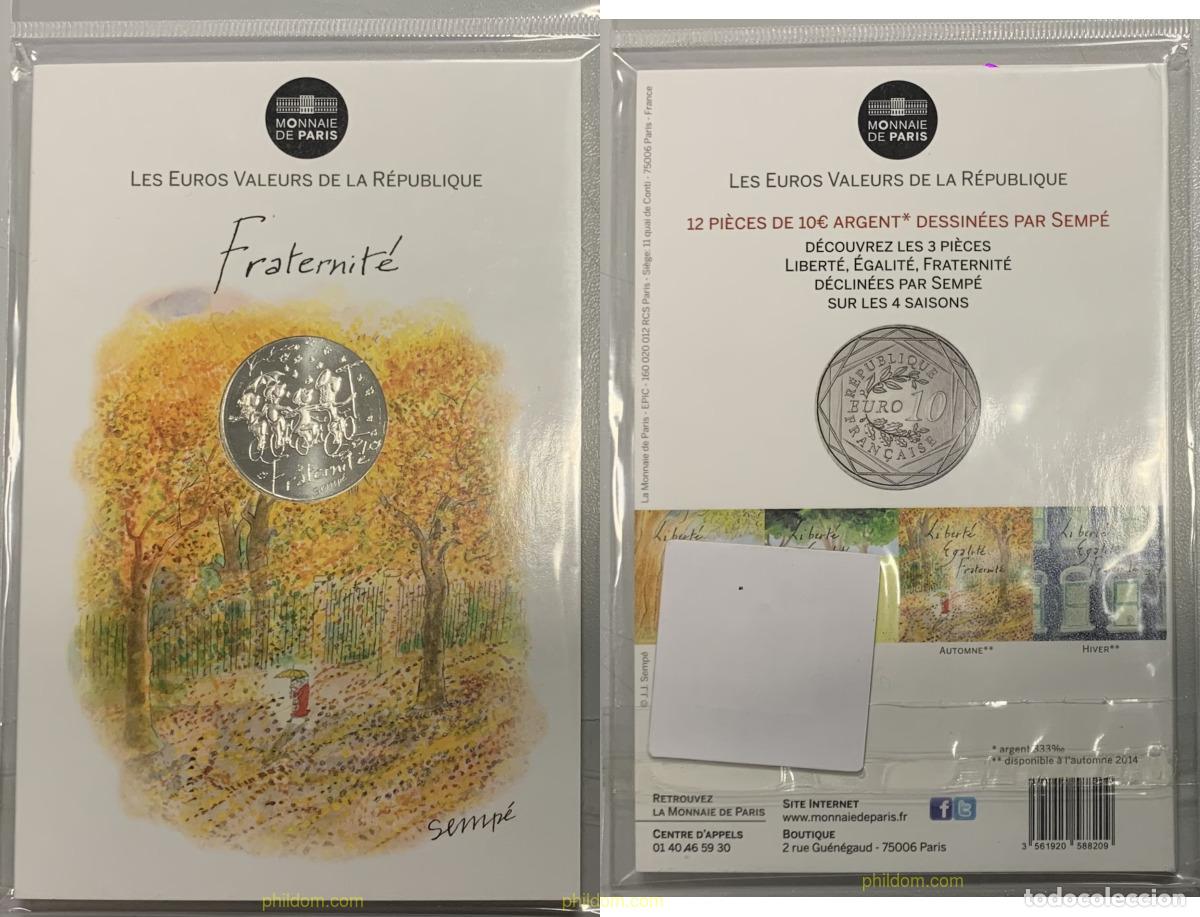 MONNAIE
DE PARIS
LES EUROS VALEURS DE LA RÉPUBLIQUE
Fraternité
Fraternité
sempé
sempé
phildom.com
phildom.com
MONNAIE
DE PARIS
LES EUROS VALEURS DE LA RÉPUBLIQUE
12 PIÈCES DE 10€ ARGENT* DESSINÉES PAR SEMPÉ
DÉCOUVREZ LES 3 PIÈCES
LIBERTÉ, ÉGALITÉ, FRATERNITÉ
DÉCLINÉES PAR SEMPÉ
SUR LES 4 SAISONS
La Monnaie de Paris - EPIC - 160 020 012 RCS Paris - Siège: 11 quai de Conti - 75006 Paris - France
RÉPUBLIQUE
EURO 10
FRANÇAISE
Liberté
Liberté
Liberté
Egalité
Fraternité
Liberté
Egalité
AUTOMNE**
HIVER**
© J.J. Sempé
* argent 333‰
** disponible à l'automne 2014
RETROUVEZ
LA MONNAIE DE PARIS
CENTRE D'APPELS
01 40 46 59 30
SITE INTERNET
www.monnaiedeparis.fr
BOUTIQUE
2 rue Guénégaud - 75006 Paris
3 561920 588209
phildom.com
todocoleccion